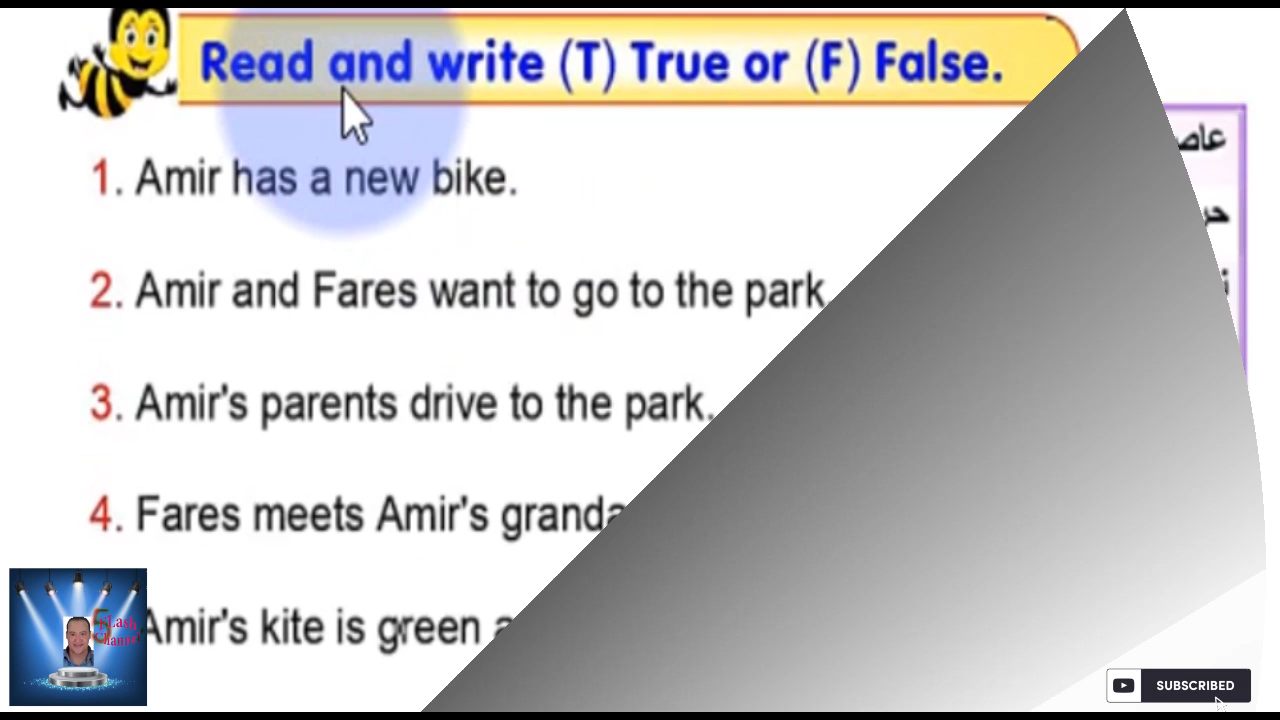 Read and write (T) True or (F) False.
1. Amir has a new bike.
2. Amir and Fares want to go to the park.
3. Amir's parents drive to the park.
4. Fares meets Amir's
Amir's kite is green
SUBSCRIBED